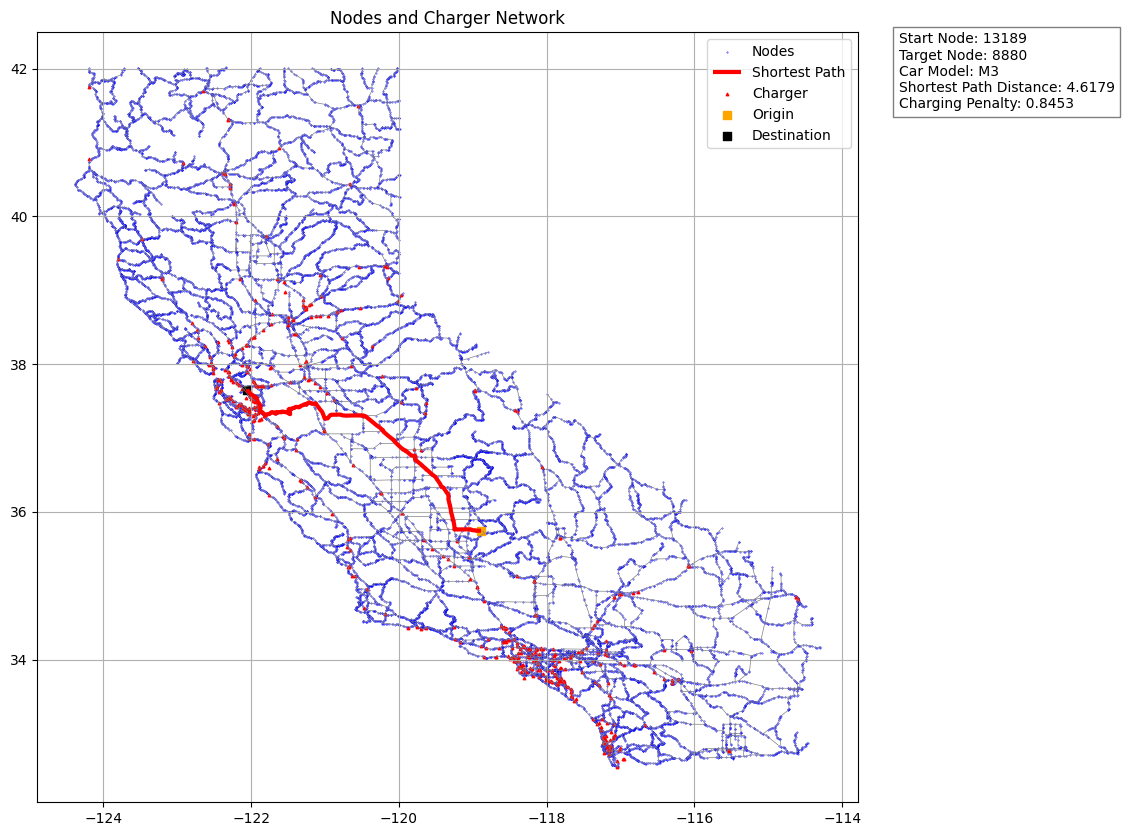 Nodes and Charger Network
Nodes
Shortest Path
Charger
Origin
Destination
Start Node: 13189
Target Node: 8880
Car Model: M3
Shortest Path Distance: 4.6179
Charging Penalty: 0.8453
42
40
38
36
34
−124
−122
−120
−118
−116
−114